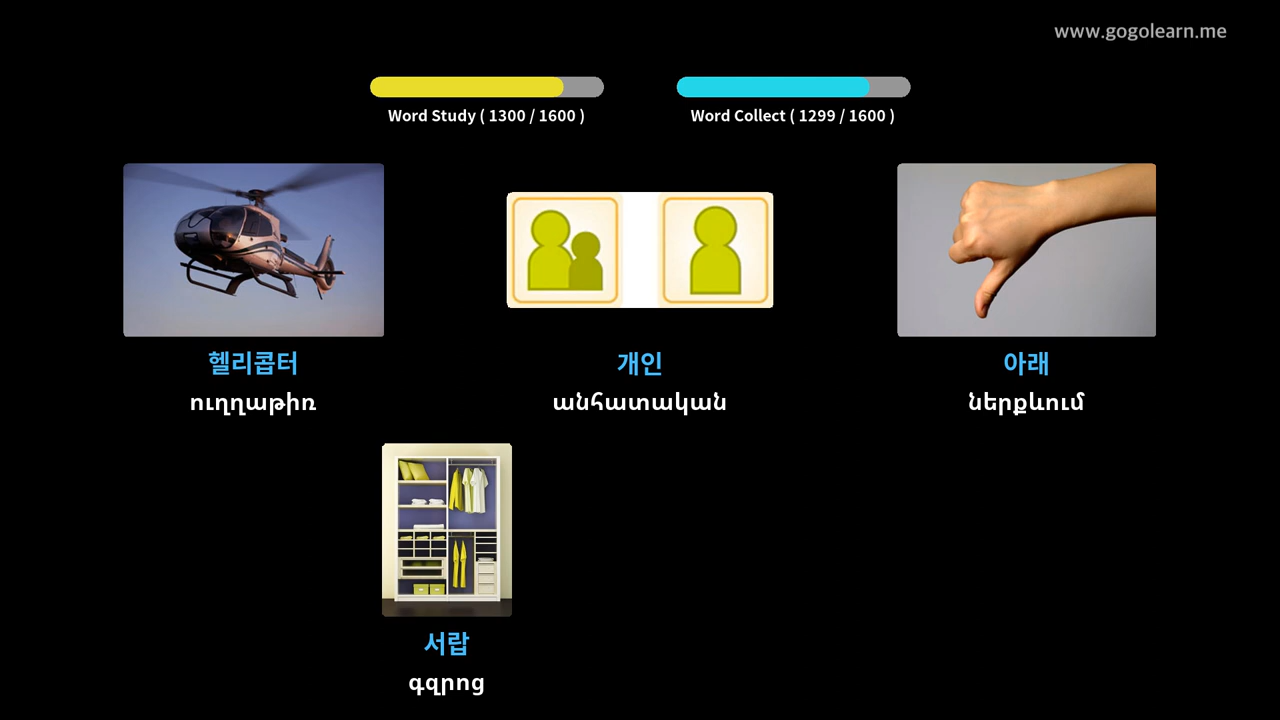 www.gogolearn.me
Word Study ( 1300 / 1600 )
Word Collect ( 1299 / 1600 )
헬리콥터
ուղղաթիռ
개인
անհատական
아래
ներքևում
서랍
գզրոց